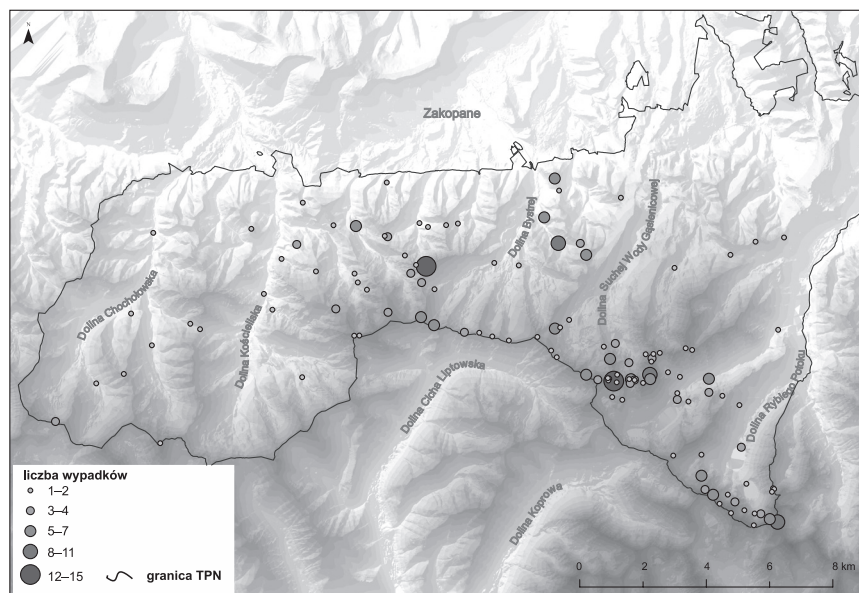 N
Zakopane
Dolina Bystrej
Dolina Suchej Wody Gąsienicowej
Dolina Chochołowska
Dolina Kościeliska
Dolina Cicha Liptowska
Dolina Rybiego Potoku
Dolina Koprowa
liczba wypadków
1–2
3–4
5–7
8–11
12–15
granica TPN
0 2 4 6 8 km